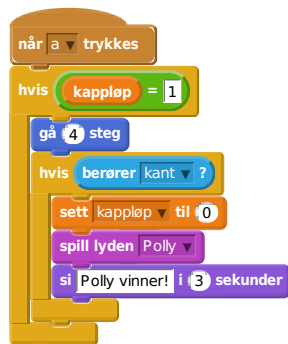 når a trykkes
hvis kappløp = 1
gå 4 steg
hvis berører kant ?
sett kappløp til 0
spill lyden Polly
si Polly vinner! i 3 sekunder